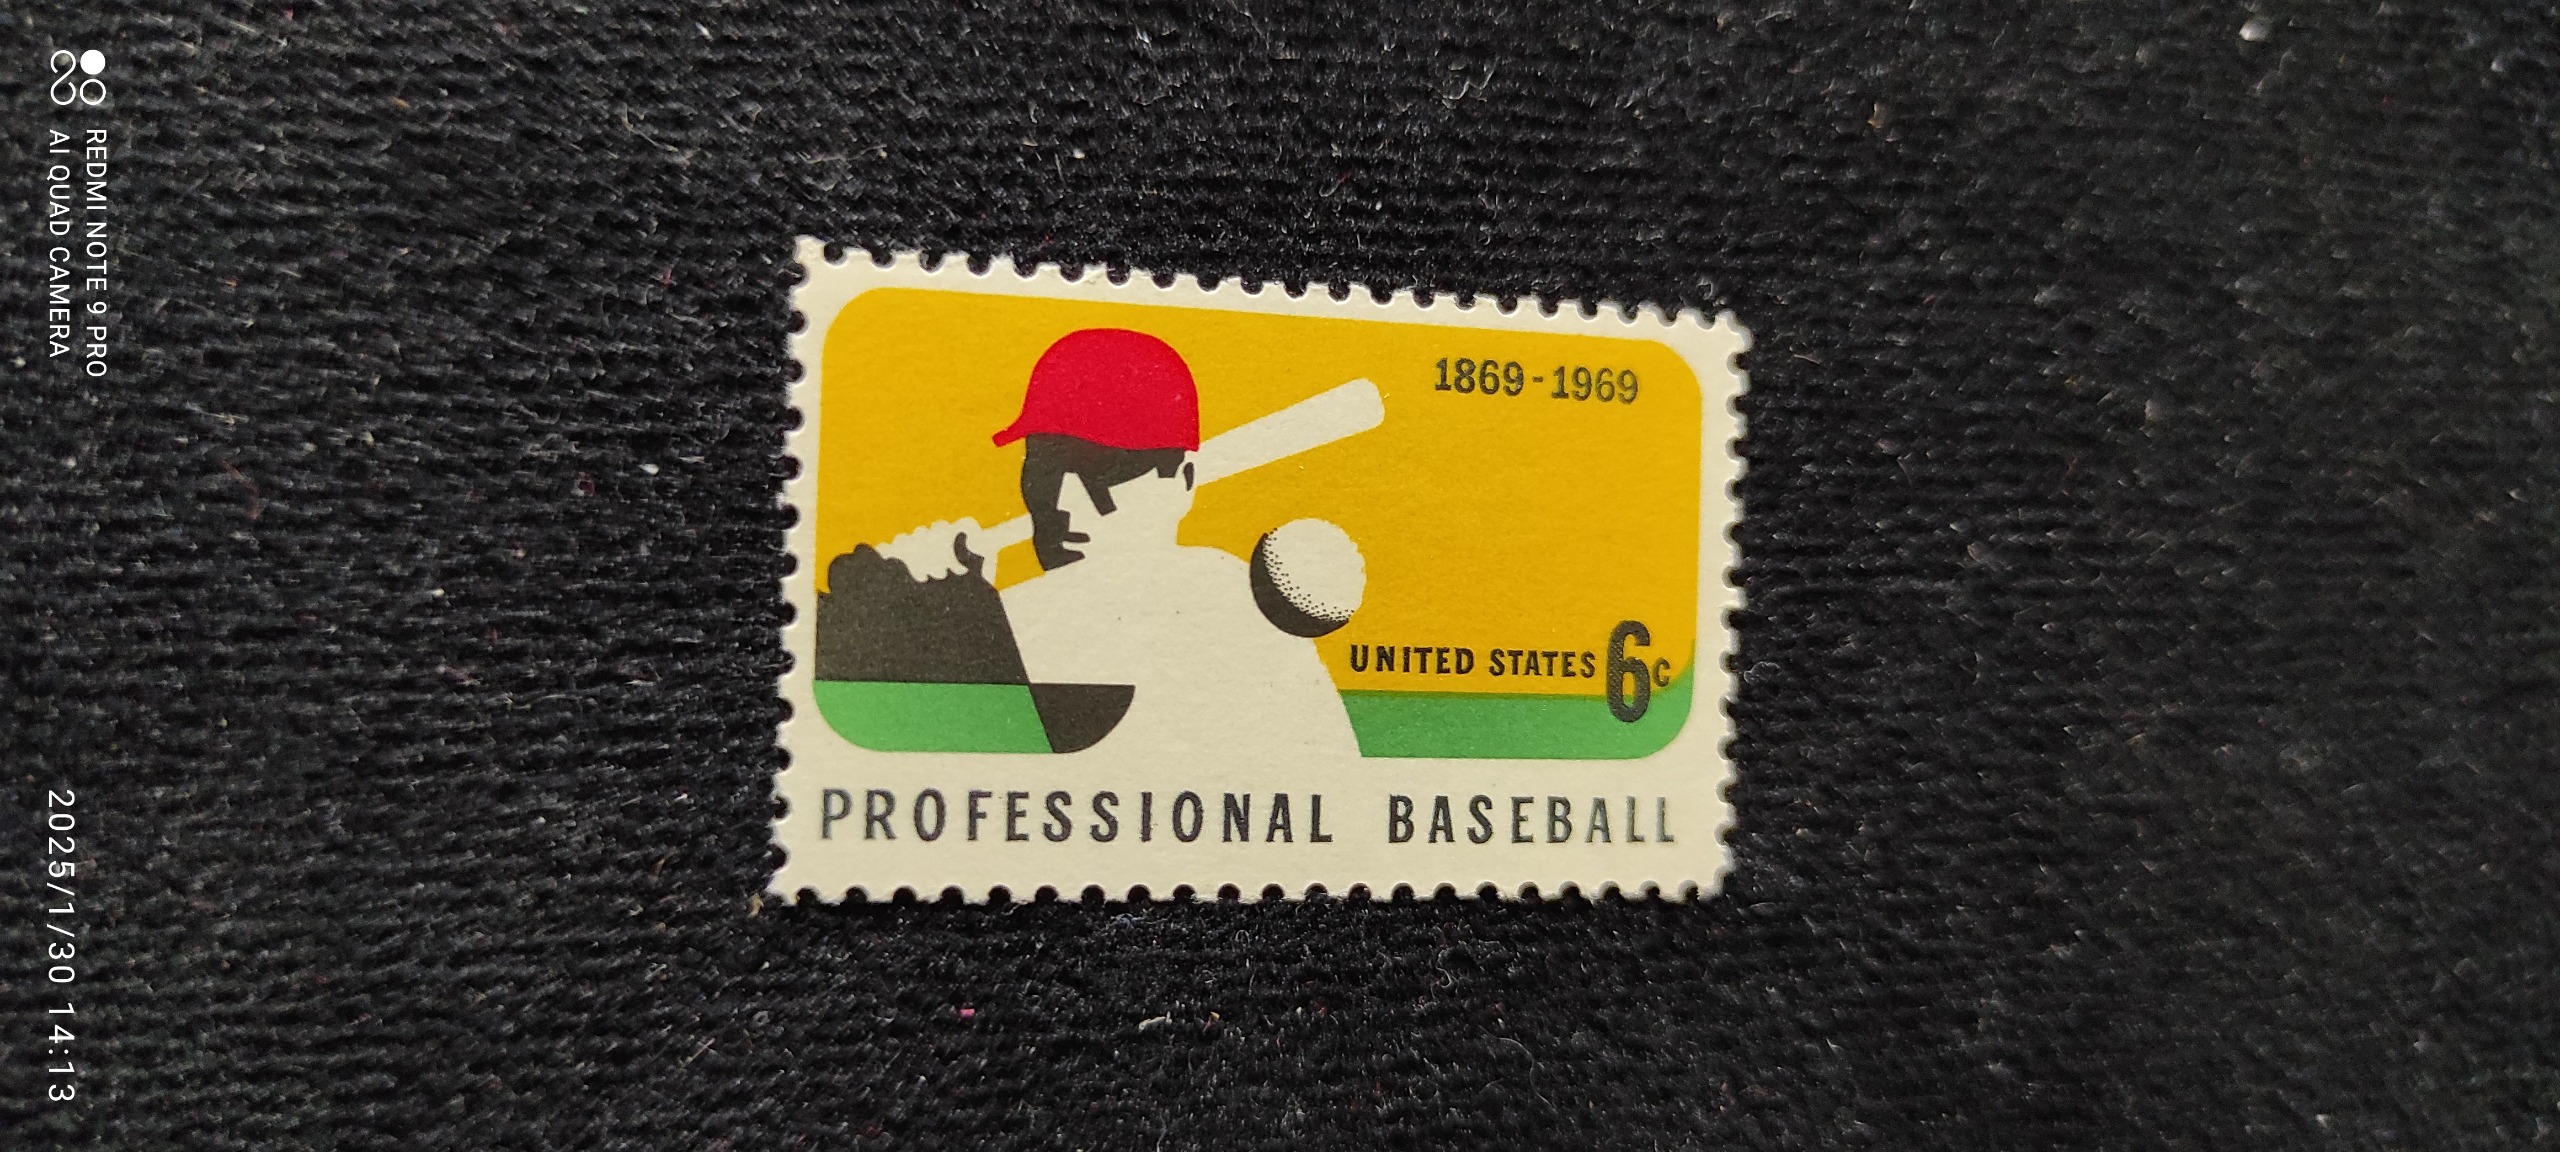 REDMI NOTE 9 PRO
AI QUAD CAMERA
2025/1/30 14:13
1869-1969
UNITED STATES 6c
PROFESSIONAL BASEBALL